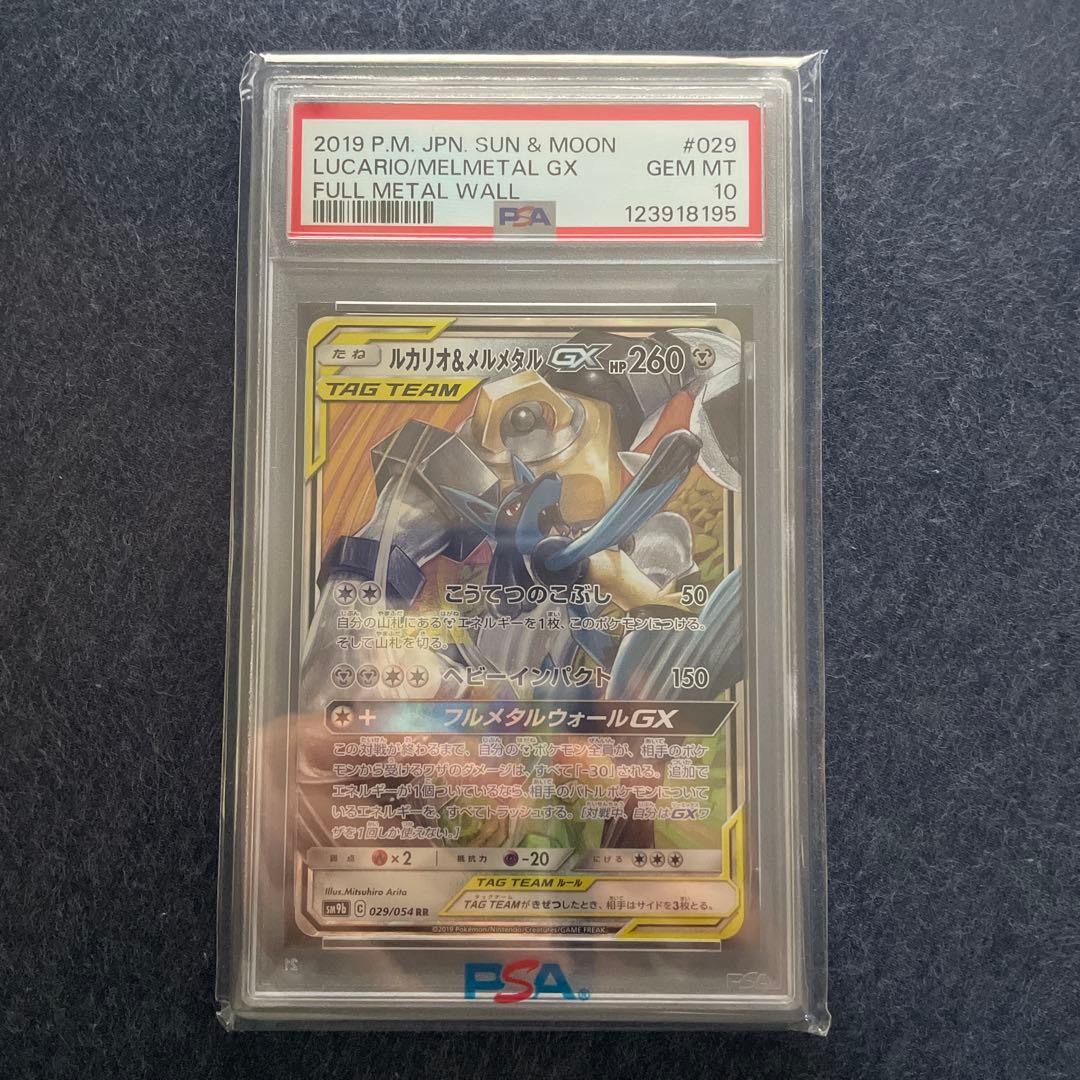 2019 P.M. JPN. SUN & MOON #029
LUCARIO/MELMETAL GX GEM MT
FULL METAL WALL 10
PSA 123918195
たね ルカリオ&メルメタルGX HP260
TAG TEAM
こうてつのこぶし 50
自分の山札にあるエネルギーを1枚、このポケモンにつける。
そして山札を切る。
ヘビーインパクト 150
+ フルメタルウォールGX
この対戦が終わるまで、自分のポケモン全員が、相手のポケ
モンから受けるワザのダメージは、すべて「-30」される。追加で
エネルギーが1個ついているなら、相手のバトルポケモンについて
いるエネルギーを、すべてトラッシュする。[対戦中、自分はGXワ
ザを1回しか使えない。]
弱点 ×2 抵抗力 -20 にげる
TAG TEAM ルール
TAG TEAMがきぜつしたとき、相手はサイドを3枚とる。
Illus.Mitsuhiro Arita
SM9b C 029/054 RR
©2019 Pokémon/Nintendo/Creatures/GAME FREAK.
PSA®
PSA